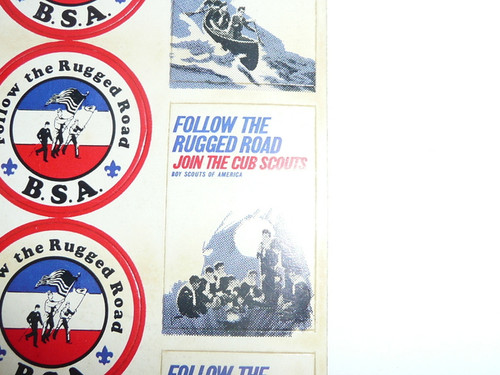 B.S.A.
Follow the Rugged Road
B.S.A.
FOLLOW THE
RUGGED ROAD
JOIN THE CUB SCOUTS
BOY SCOUTS OF AMERICA
the Rugged Road
B.S.A.
FOLLOW THE